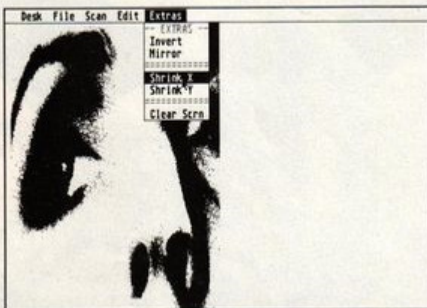 Desk File Scan Edit Extras
-- EXTRAS --
Invert
Mirror
============
Shrink X
Shrink Y
============
Clear Scrn